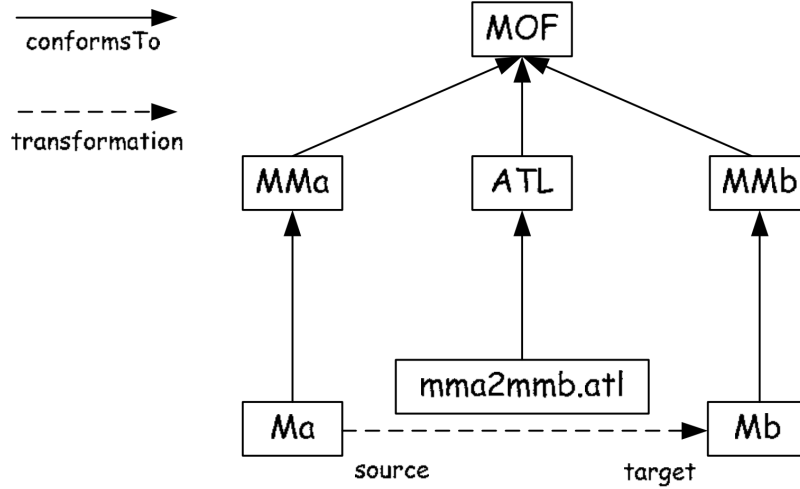 MOF
conformsTo
transformation
MMa
ATL
MMb
mma2mmb.atl
Ma
Mb
source
target